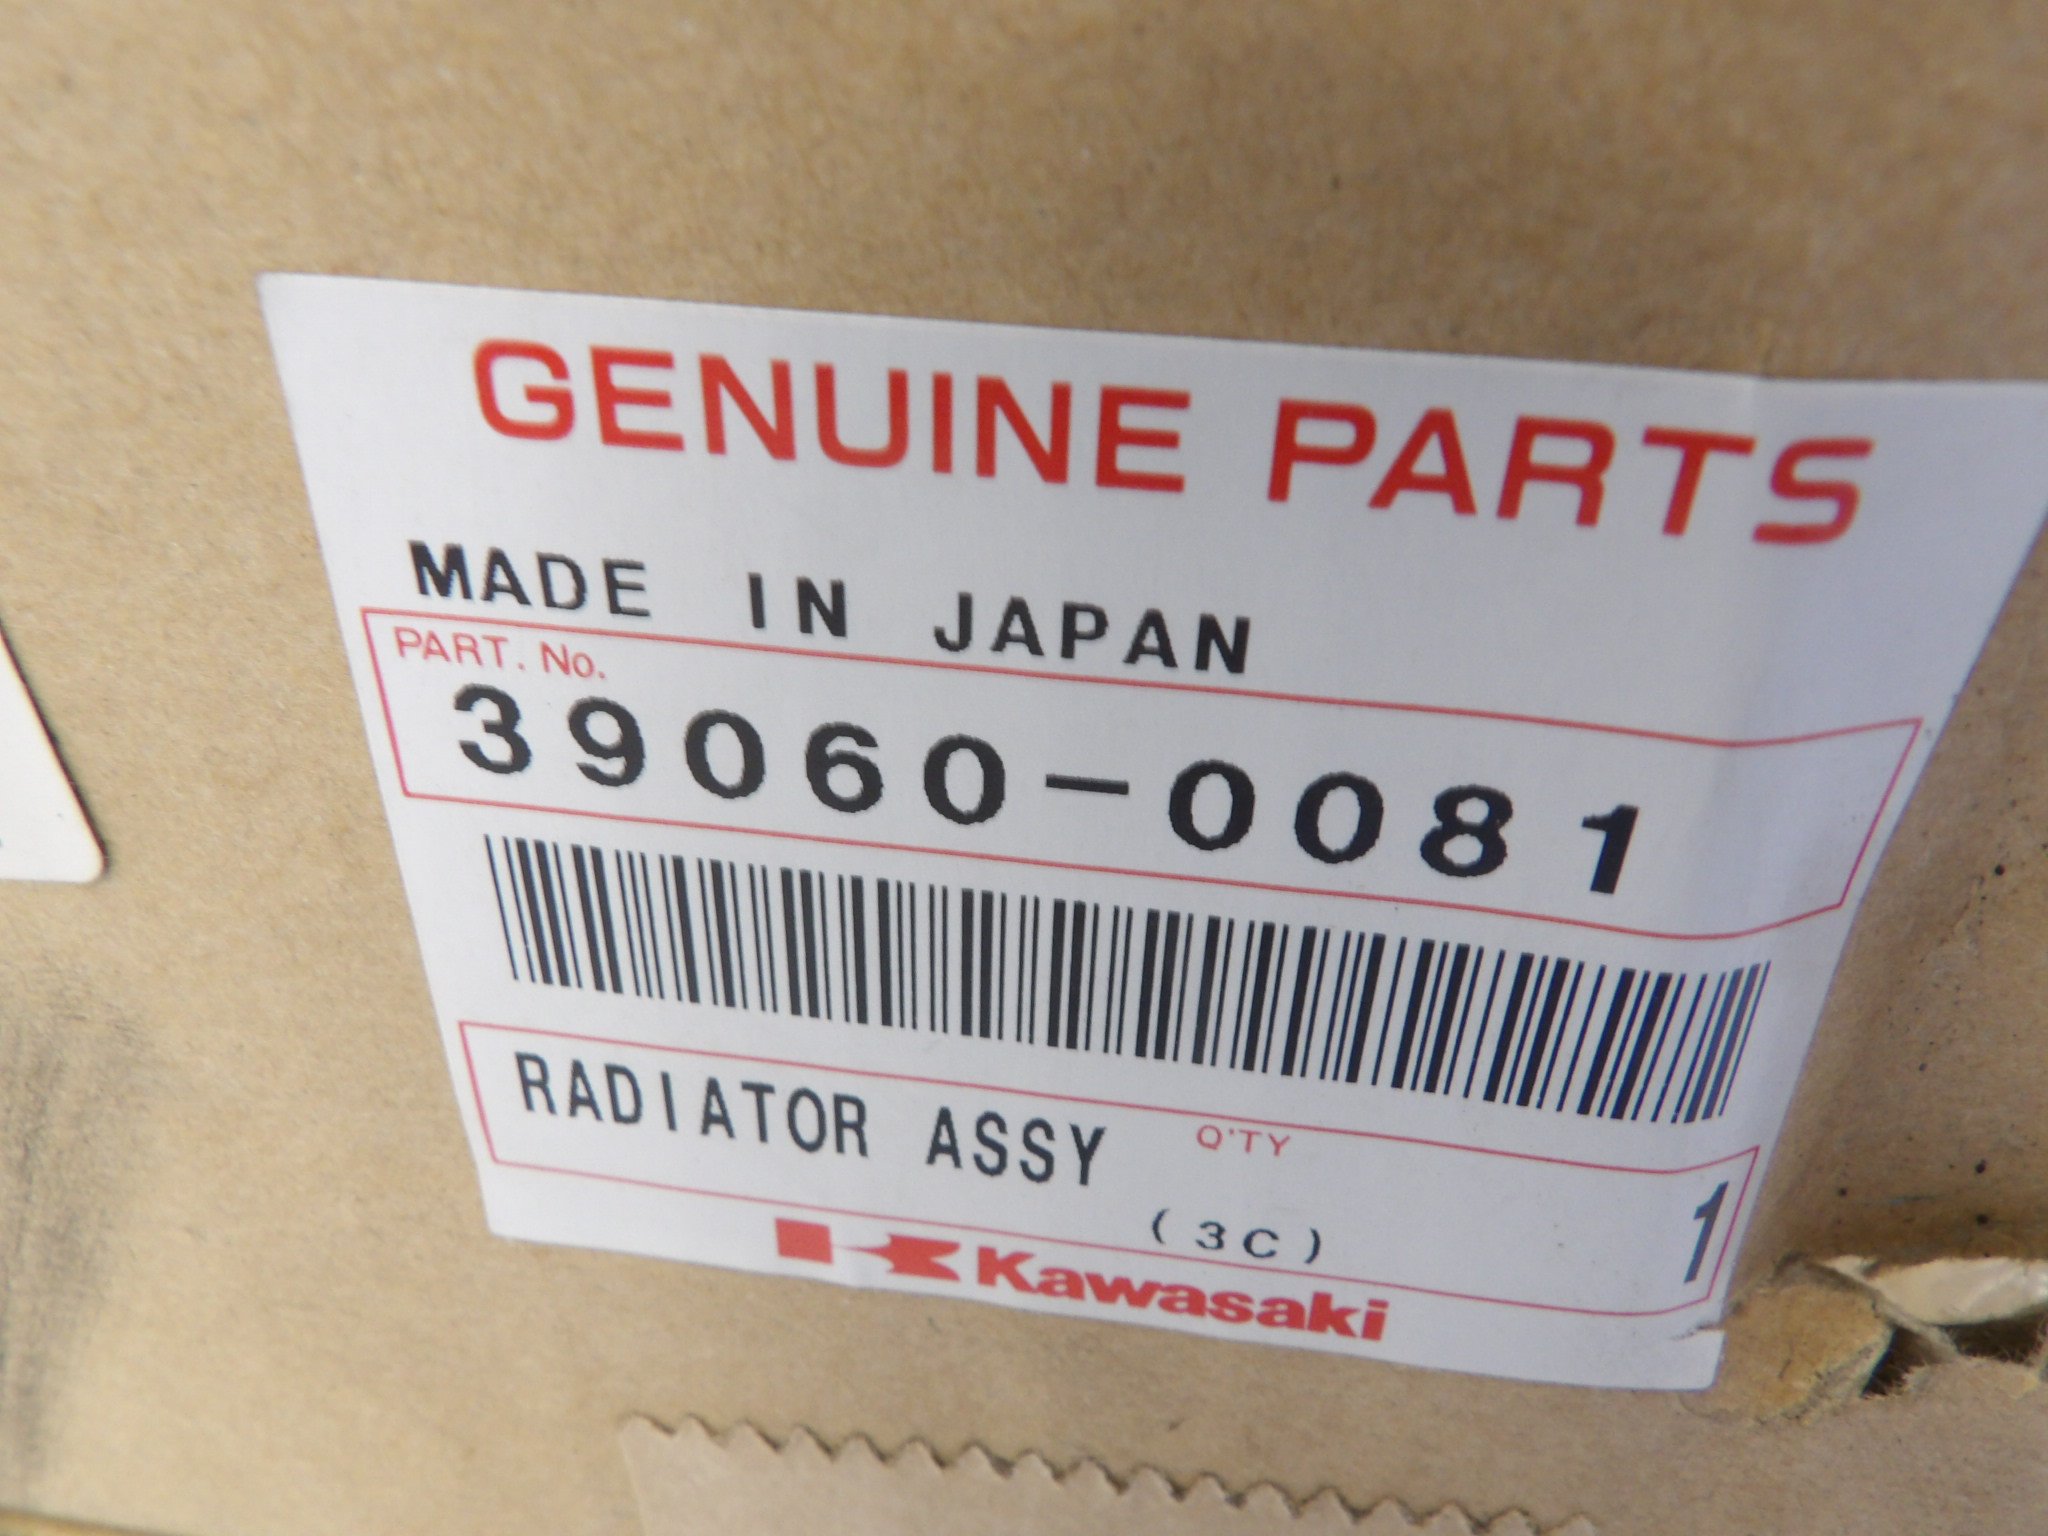 GENUINE PARTS
MADE IN JAPAN
PART. No.
39060-0081
RADIATOR ASSY
Q'TY
1
(3C)
Kawasaki